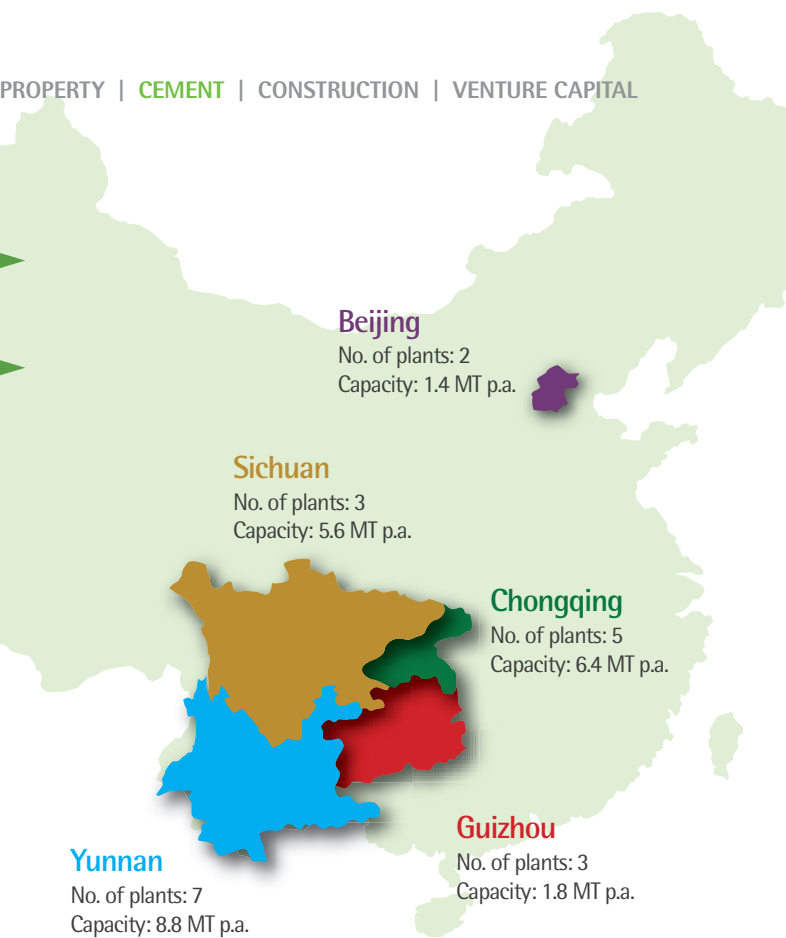 PROPERTY | CEMENT | CONSTRUCTION | VENTURE CAPITAL
Beijing
No. of plants: 2
Capacity: 1.4 MT p.a.
Sichuan
No. of plants: 3
Capacity: 5.6 MT p.a.
Chongqing
No. of plants: 5
Capacity: 6.4 MT p.a.
Guizhou
No. of plants: 3
Capacity: 1.8 MT p.a.
Yunnan
No. of plants: 7
Capacity: 8.8 MT p.a.